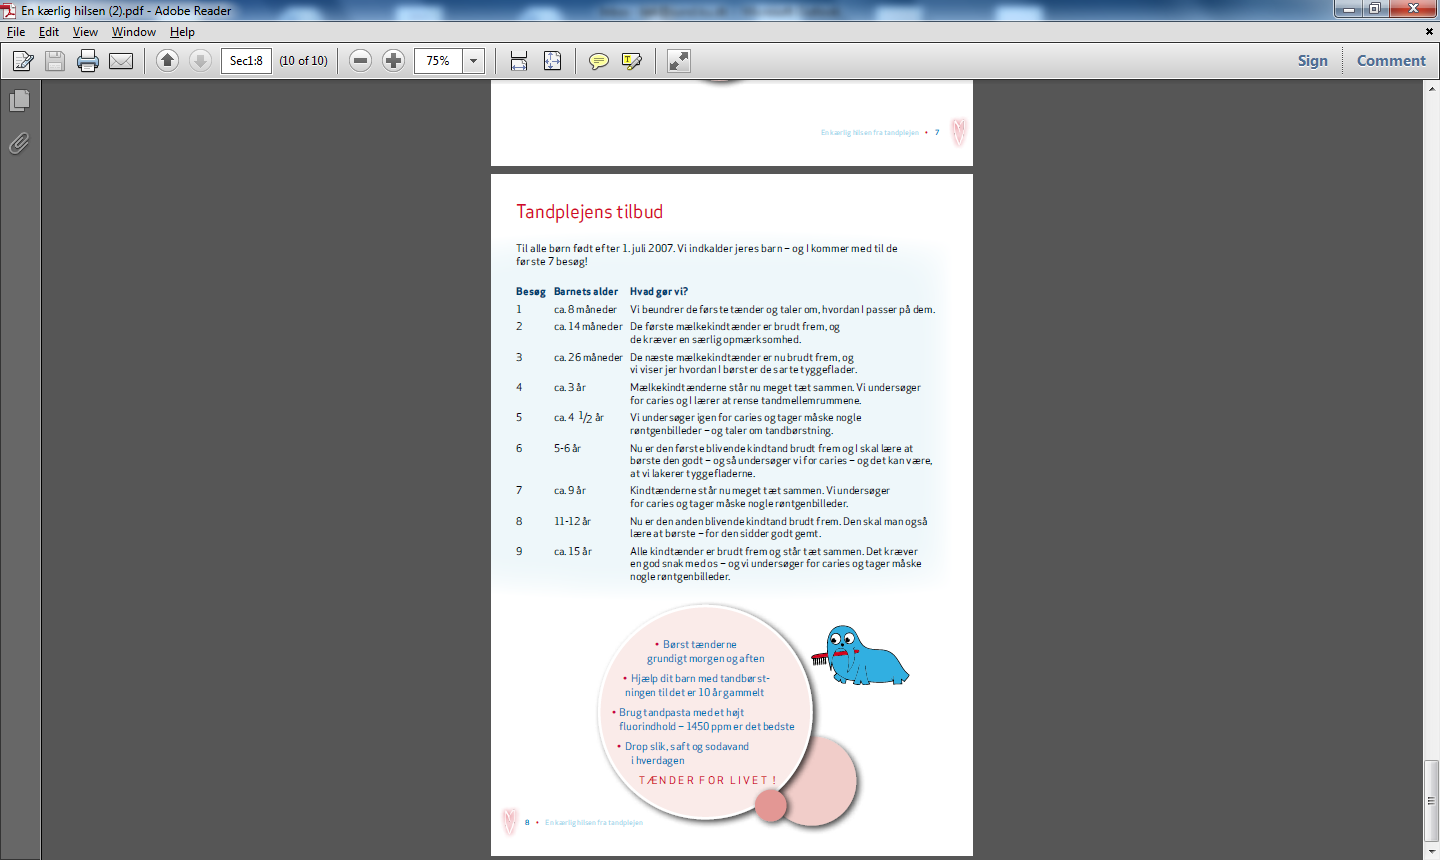 En kærlig hilsen (2).pdf - Adobe Reader
File Edit View Window Help
Sec1:8 (10 of 10) 75% Sign Comment
En kærlig hilsen fra tandplejen • 7
Tandplejens tilbud
Til alle børn født efter 1. juli 2007. Vi indkalder jeres barn – og I kommer med til de
første 7 besøg!
Besøg Barnets alder Hvad gør vi?
1 ca. 8 måneder Vi beundrer de første tænder og taler om, hvordan I passer på dem.
2 ca. 14 måneder De første mælkekindtænder er brudt frem, og
de kræver en særlig opmærksomhed.
3 ca. 26 måneder De næste mælkekindtænder er nu brudt frem, og
vi viser jer hvordan I børster de sarte tyggeflader.
4 ca. 3 år Mælkekindtænderne står nu meget tæt sammen. Vi undersøger
for caries og I lærer at rense tandmellemrummene.
5 ca. 4 1/2 år Vi undersøger igen for caries og tager måske nogle
røntgenbilleder – og taler om tandbørstning.
6 5-6 år Nu er den første blivende kindtand brudt frem og I skal lære at
børste den godt – og så undersøger vi for caries – og det kan være,
at vi lakerer tyggefladerne.
7 ca. 9 år Kindtænderne står nu meget tæt sammen. Vi undersøger
for caries og tager måske nogle røntgenbilleder.
8 11-12 år Nu er den anden blivende kindtand brudt frem. Den skal man også
lære at børste – for den sidder godt gemt.
9 ca. 15 år Alle kindtænder er brudt frem og står tæt sammen. Det kræver
en god snak med os – og vi undersøger for caries og tager måske
nogle røntgenbilleder.
• Børst tænderne
grundigt morgen og aften
• Hjælp dit barn med tandbørst-
ningen til det er 10 år gammelt
• Brug tandpasta med et højt
fluorindhold – 1450 ppm er det bedste
• Drop slik, saft og sodavand
i hverdagen
TÆNDER FOR LIVET !
8 • En kærlig hilsen fra tandplejen